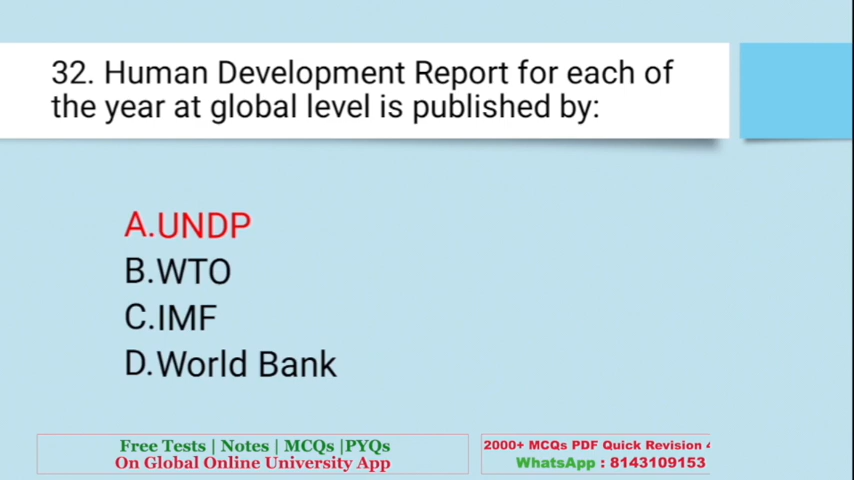 32. Human Development Report for each of
the year at global level is published by:
A.UNDP
B.WTO
C.IMF
D.World Bank
Free Tests | Notes | MCQs |PYQs
On Global Online University App
2000+ MCQs PDF Quick Revision
WhatsApp : 8143109153